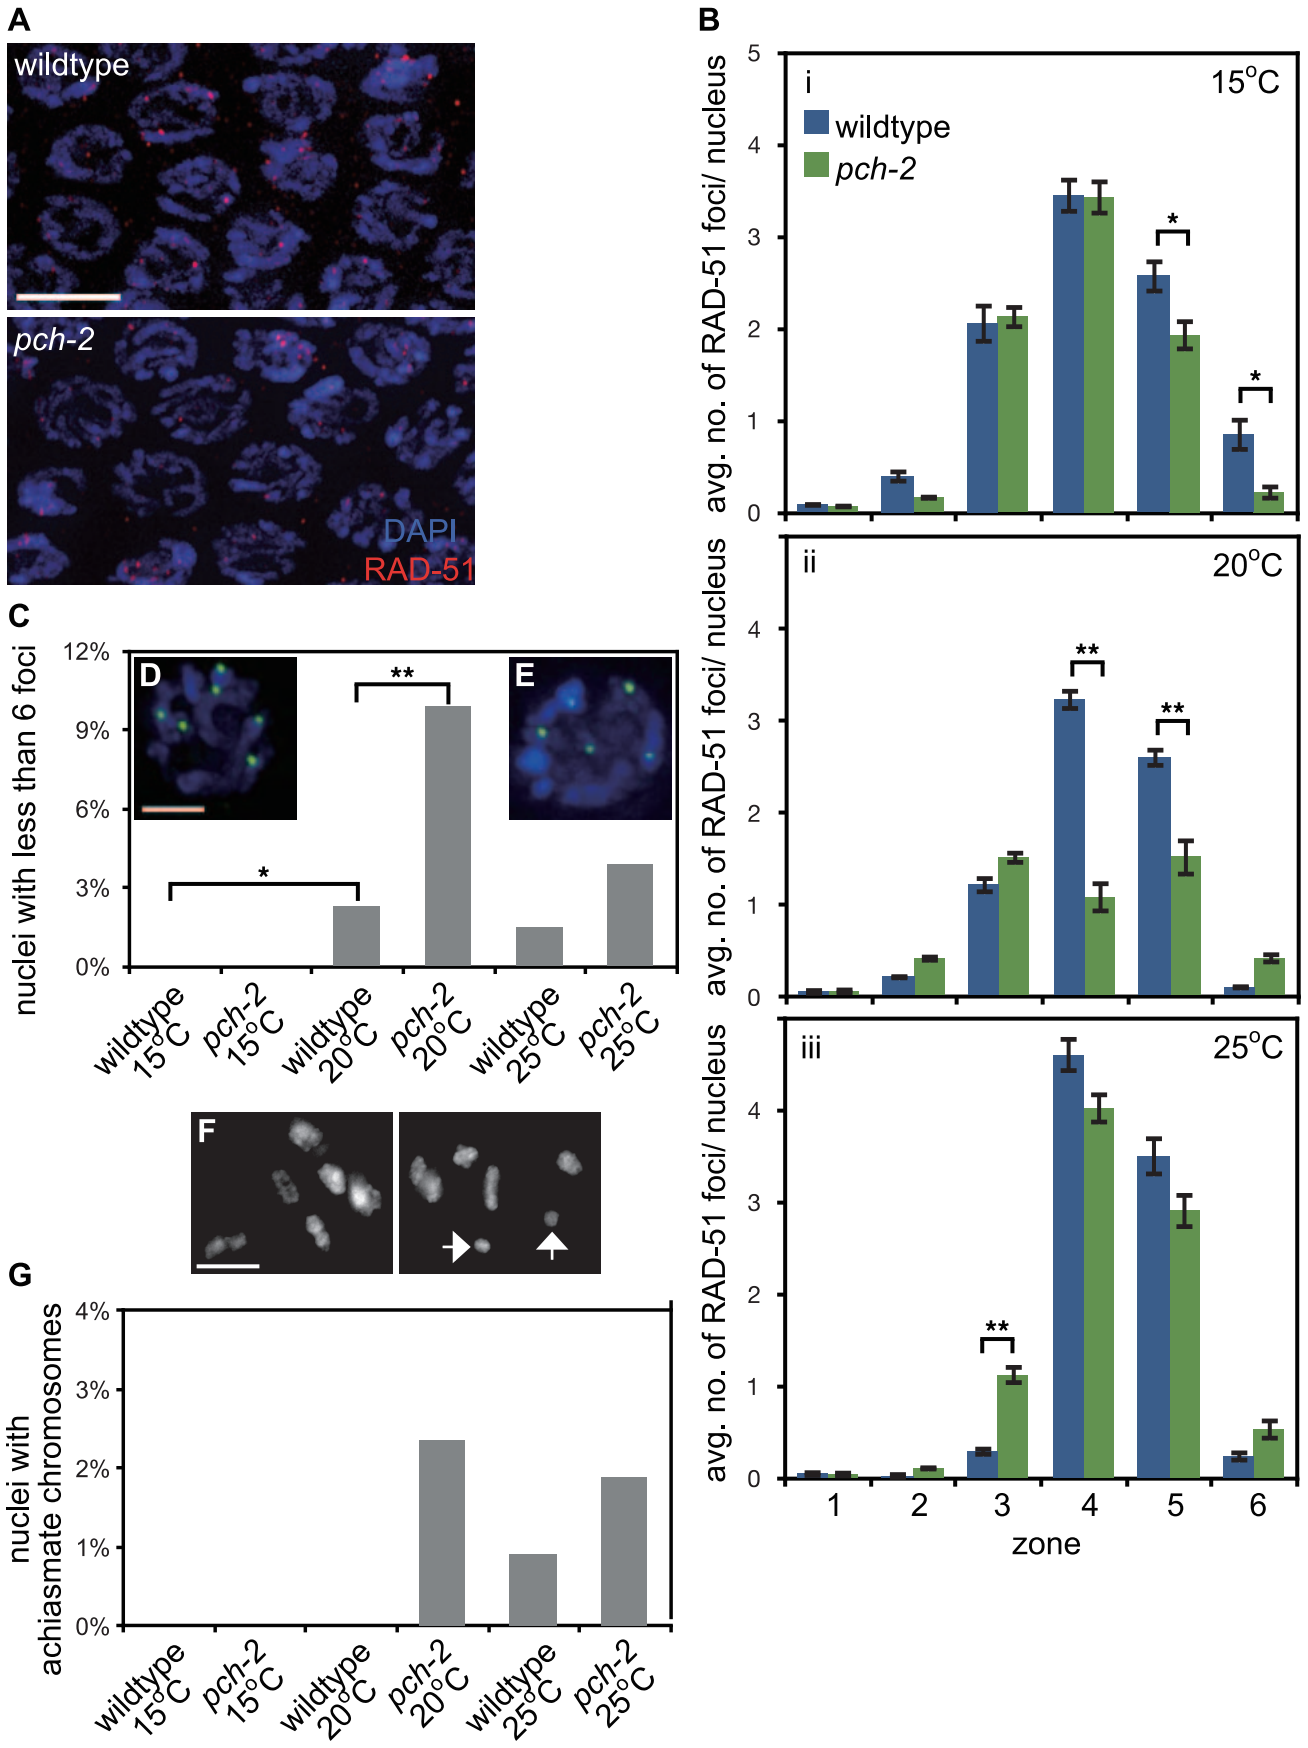 A
wildtype
pch-2
DAPI
RAD-51
B
avg. no. of RAD-51 foci/ nucleus
5
4
3
2
1
0
i
15°C
wildtype
pch-2
*
*
avg. no. of RAD-51 foci/ nucleus
4
3
2
1
0
ii
20°C
**
**
avg. no. of RAD-51 foci/ nucleus
4
3
2
1
0
iii
25°C
**
1 2 3 4 5 6
zone
C
nuclei with less than 6 foci
12%
9%
6%
3%
0%
D
E
**
*
wildtype 15°C
pch-2 15°C
wildtype 20°C
pch-2 20°C
wildtype 25°C
pch-2 25°C
F
G
nuclei with
achiasmate chromosomes
4%
3%
2%
1%
0%
wildtype 15°C
pch-2 15°C
wildtype 20°C
pch-2 20°C
wildtype 25°C
pch-2 25°C